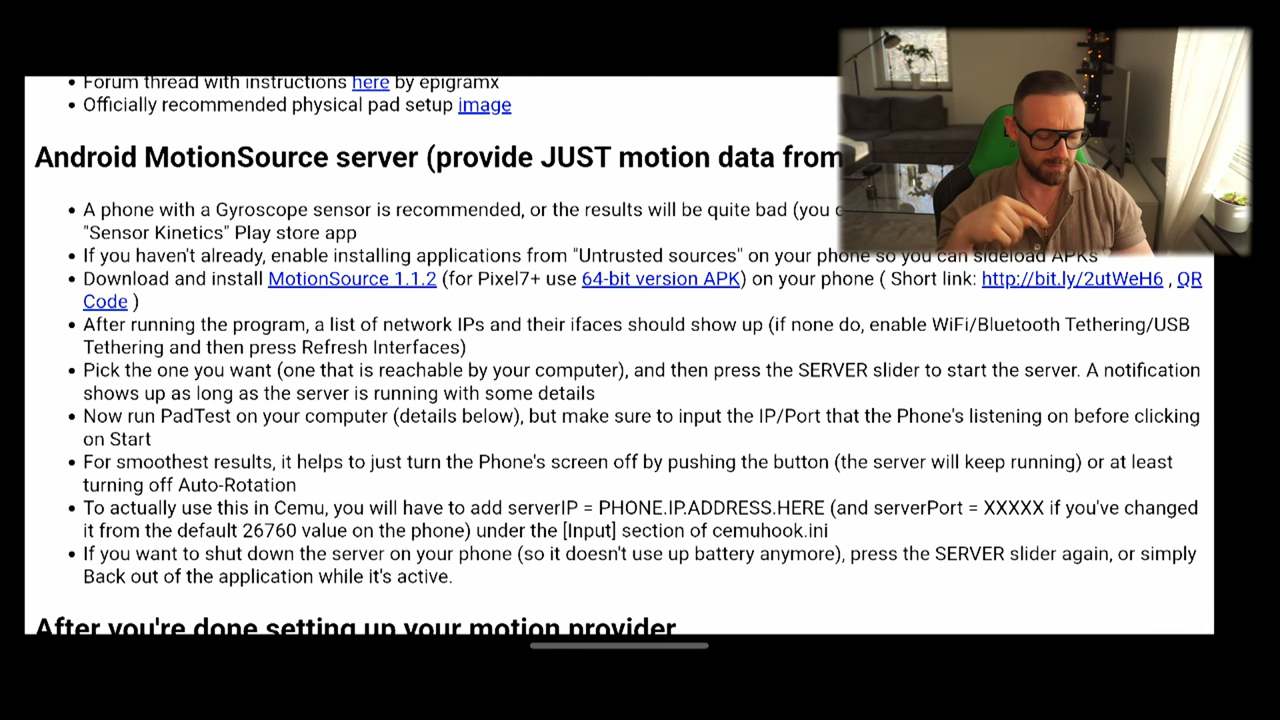 Forum thread with instructions here by epigramx
Officially recommended physical pad setup image
Android MotionSource server (provide JUST motion data from
A phone with a Gyroscope sensor is recommended, or the results will be quite bad (you
"Sensor Kinetics" Play store app
If you haven't already, enable installing applications from "Untrusted sources" on your phone so you can sideload APKs
Download and install MotionSource 1.1.2 (for Pixel7+ use 64-bit version APK) on your phone ( Short link: http://bit.ly/2utWeH6 , QR
Code )
After running the program, a list of network IPs and their ifaces should show up (if none do, enable WiFi/Bluetooth Tethering/USB
Tethering and then press Refresh Interfaces)
Pick the one you want (one that is reachable by your computer), and then press the SERVER slider to start the server. A notification
shows up as long as the server is running with some details
Now run PadTest on your computer (details below), but make sure to input the IP/Port that the Phone's listening on before clicking
on Start
For smoothest results, it helps to just turn the Phone's screen off by pushing the button (the server will keep running) or at least
turning off Auto-Rotation
To actually use this in Cemu, you will have to add serverIP = PHONE.IP.ADDRESS.HERE (and serverPort = XXXXX if you've changed
it from the default 26760 value on the phone) under the [Input] section of cemuhook.ini
If you want to shut down the server on your phone (so it doesn't use up battery anymore), press the SERVER slider again, or simply
Back out of the application while it's active.
After you're done setting up your motion provider